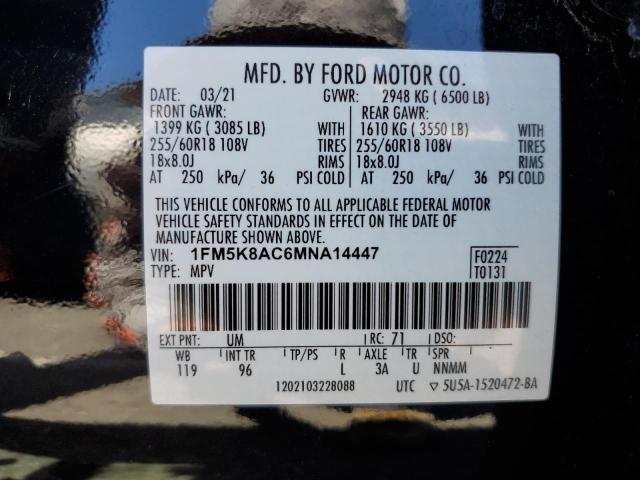 MFD. BY FORD MOTOR CO.
DATE: 03/21 GVWR: 2948 KG ( 6500 LB)
FRONT GAWR: REAR GAWR:
1399 KG ( 3085 LB) WITH 1610 KG ( 3550 LB) WITH
255/60R18 108V TIRES 255/60R18 108V TIRES
18x8.0J RIMS 18x8.0J RIMS
AT 250 kPa/ 36 PSI COLD AT 250 kPa/ 36 PSI COLD
THIS VEHICLE CONFORMS TO ALL APPLICABLE FEDERAL MOTOR
VEHICLE SAFETY STANDARDS IN EFFECT ON THE DATE OF
MANUFACTURE SHOWN ABOVE.
VIN: 1FM5K8AC6MNA14447 F0224
TYPE: MPV T0131
EXT PNT: UM RC: 71 DSO:
WB INT TR TP/PS R AXLE TR SPR
119 96 L 3A U NNMM
1202103228088 UTC ▽ 5U5A-1520472-BA